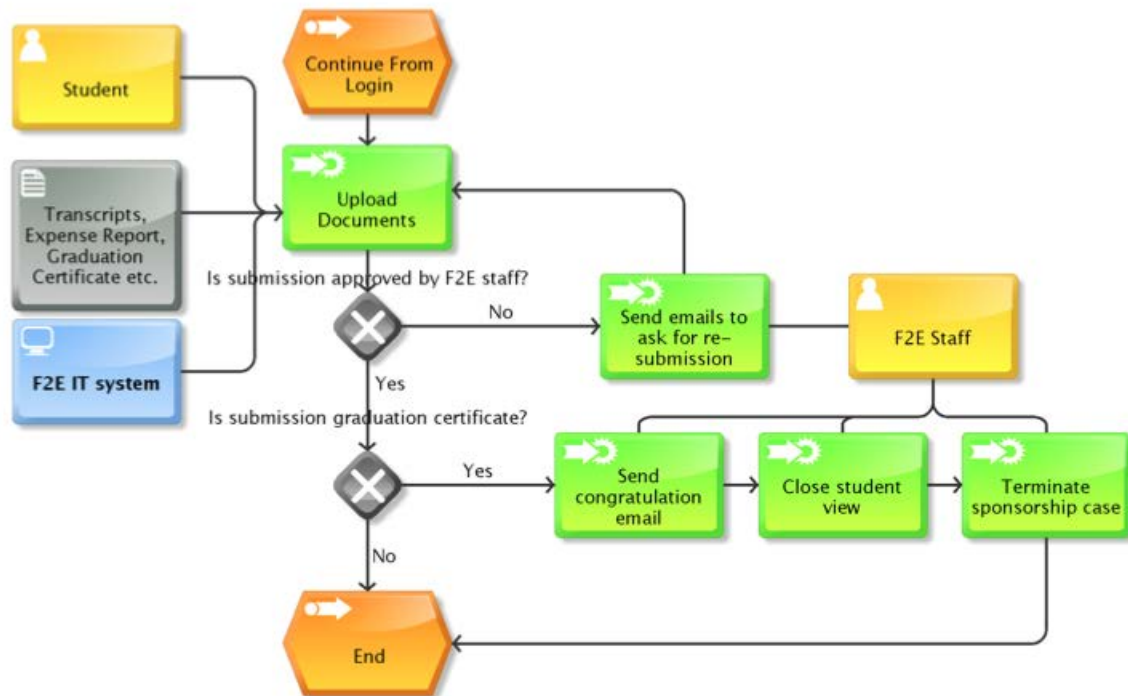 Student
Continue From
Login
Transcripts,
Expense Report,
Graduation
Certificate etc.
Upload
Documents
Is submission approved by F2E staff?
F2E IT system
No
Send emails to
ask for re-
submission
F2E Staff
Yes
Is submission graduation certificate?
Yes
Send
congratulation
email
Close student
view
Terminate
sponsorship case
No
End